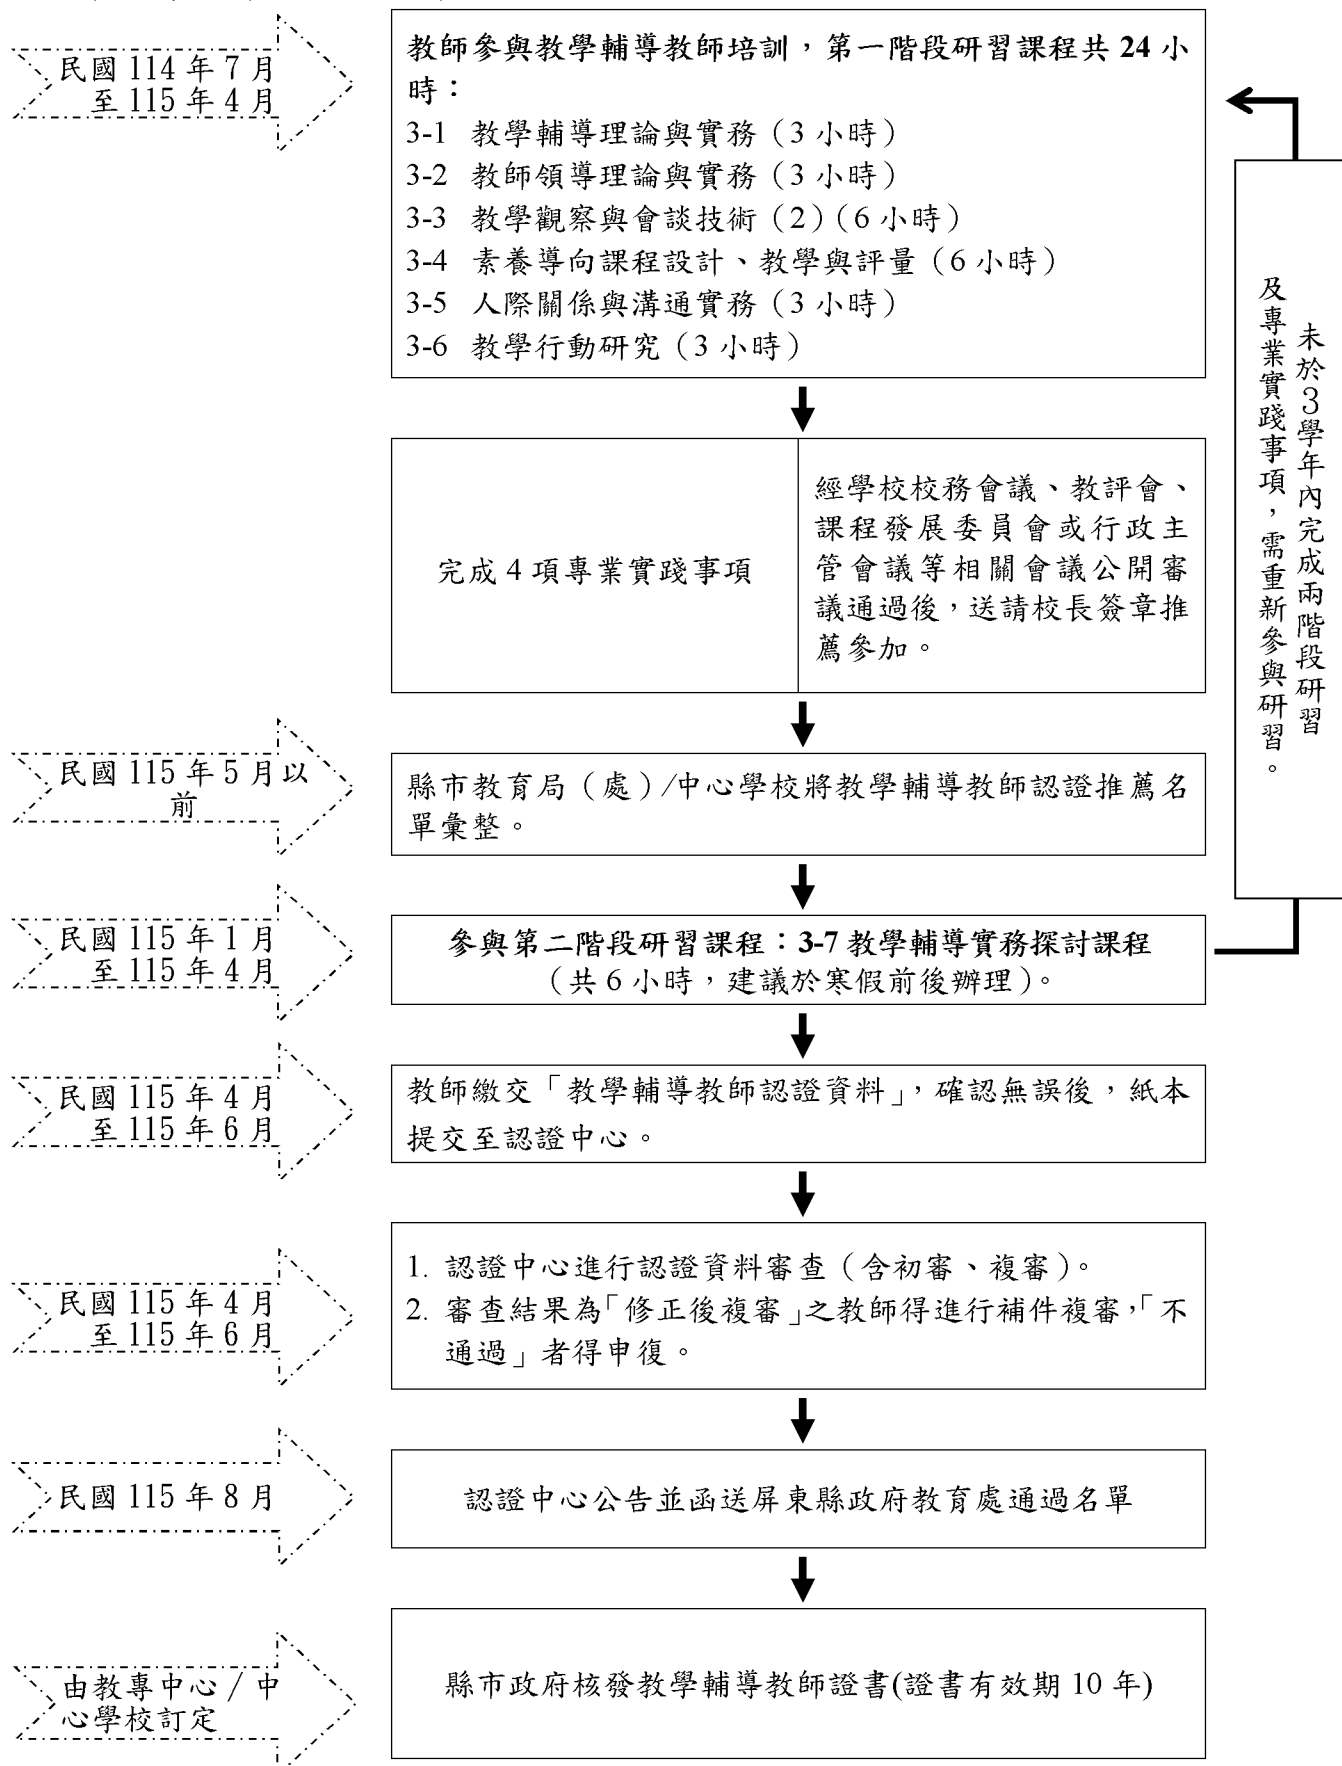 民國 114 年 7 月
至 115 年 4 月
教師參與教學輔導教師培訓，第一階段研習課程共 24 小
時：
3-1 教學輔導理論與實務（3 小時）
3-2 教師領導理論與實務（3 小時）
3-3 教學觀察與會談技術（2）（6 小時）
3-4 素養導向課程設計、教學與評量（6 小時）
3-5 人際關係與溝通實務（3 小時）
3-6 教學行動研究（3 小時）
未於3學年內完成兩階段研習
及專業實踐事項，需重新參與研習。
完成 4 項專業實踐事項
經學校校務會議、教評會、
課程發展委員會或行政主
管會議等相關會議公開審
議通過後，送請校長簽章推
薦參加。
民國 115 年 5 月以
前
縣市教育局（處）/中心學校將教學輔導教師認證推薦名
單彙整。
民國 115 年 1 月
至 115 年 4 月
參與第二階段研習課程：3-7 教學輔導實務探討課程
（共 6 小時，建議於寒假前後辦理）。
民國 115 年 4 月
至 115 年 6 月
教師繳交「教學輔導教師認證資料」，確認無誤後，紙本
提交至認證中心。
民國 115 年 4 月
至 115 年 6 月
1. 認證中心進行認證資料審查（含初審、複審）。
2. 審查結果為「修正後複審」之教師得進行補件複審，「不
通過」者得申復。
民國 115 年 8 月
認證中心公告並函送屏東縣政府教育處通過名單
由教專中心/中
心學校訂定
縣市政府核發教學輔導教師證書(證書有效期 10 年)